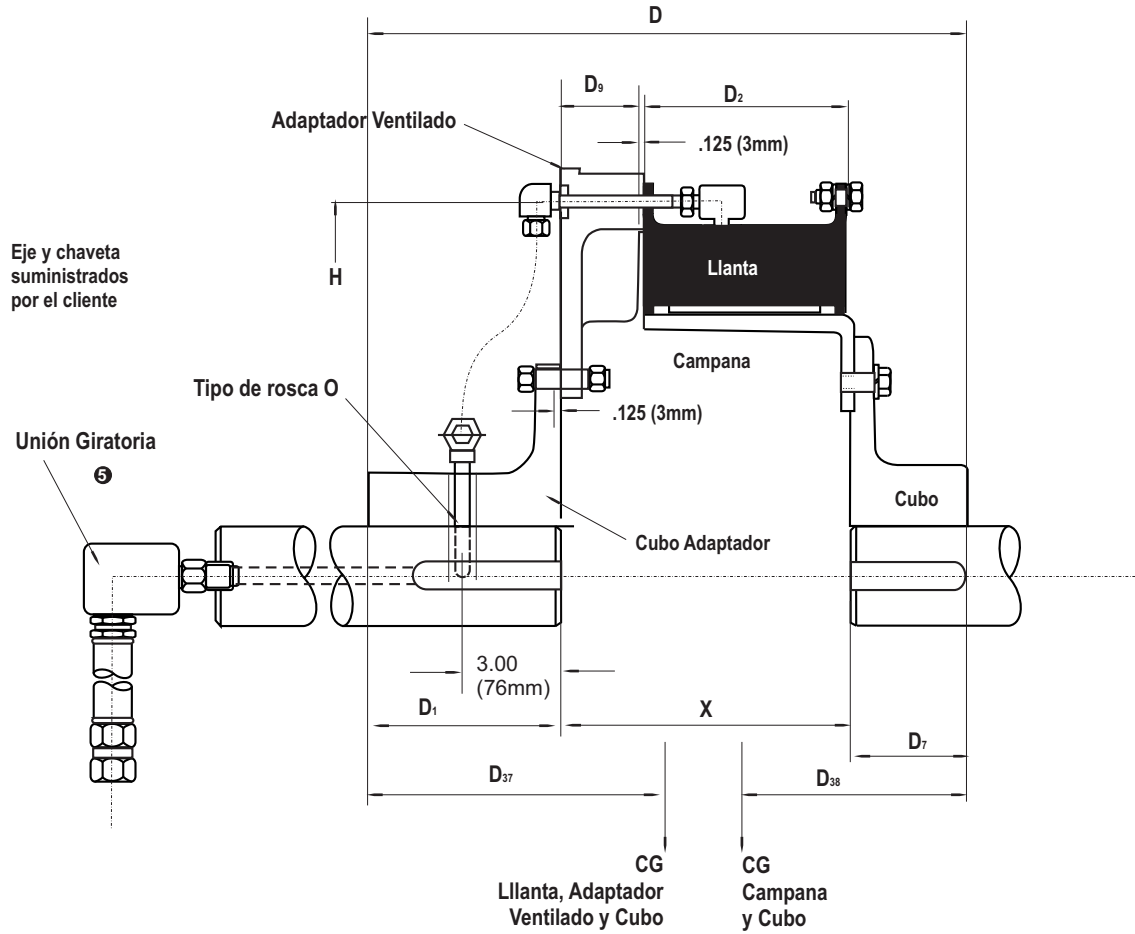 D
D₉
D₂
Adaptador Ventilado
.125 (3mm)
Eje y chaveta
suministrados
por el cliente
H
Llanta
Campana
Tipo de rosca O
.125 (3mm)
Unión Giratoria
❺
Cubo
Cubo Adaptador
3.00
(76mm)
D₁
X
D₇
D₃₇
D₃₈
CG
Lllanta, Adaptador
Ventilado y Cubo
CG
Campana
y Cubo